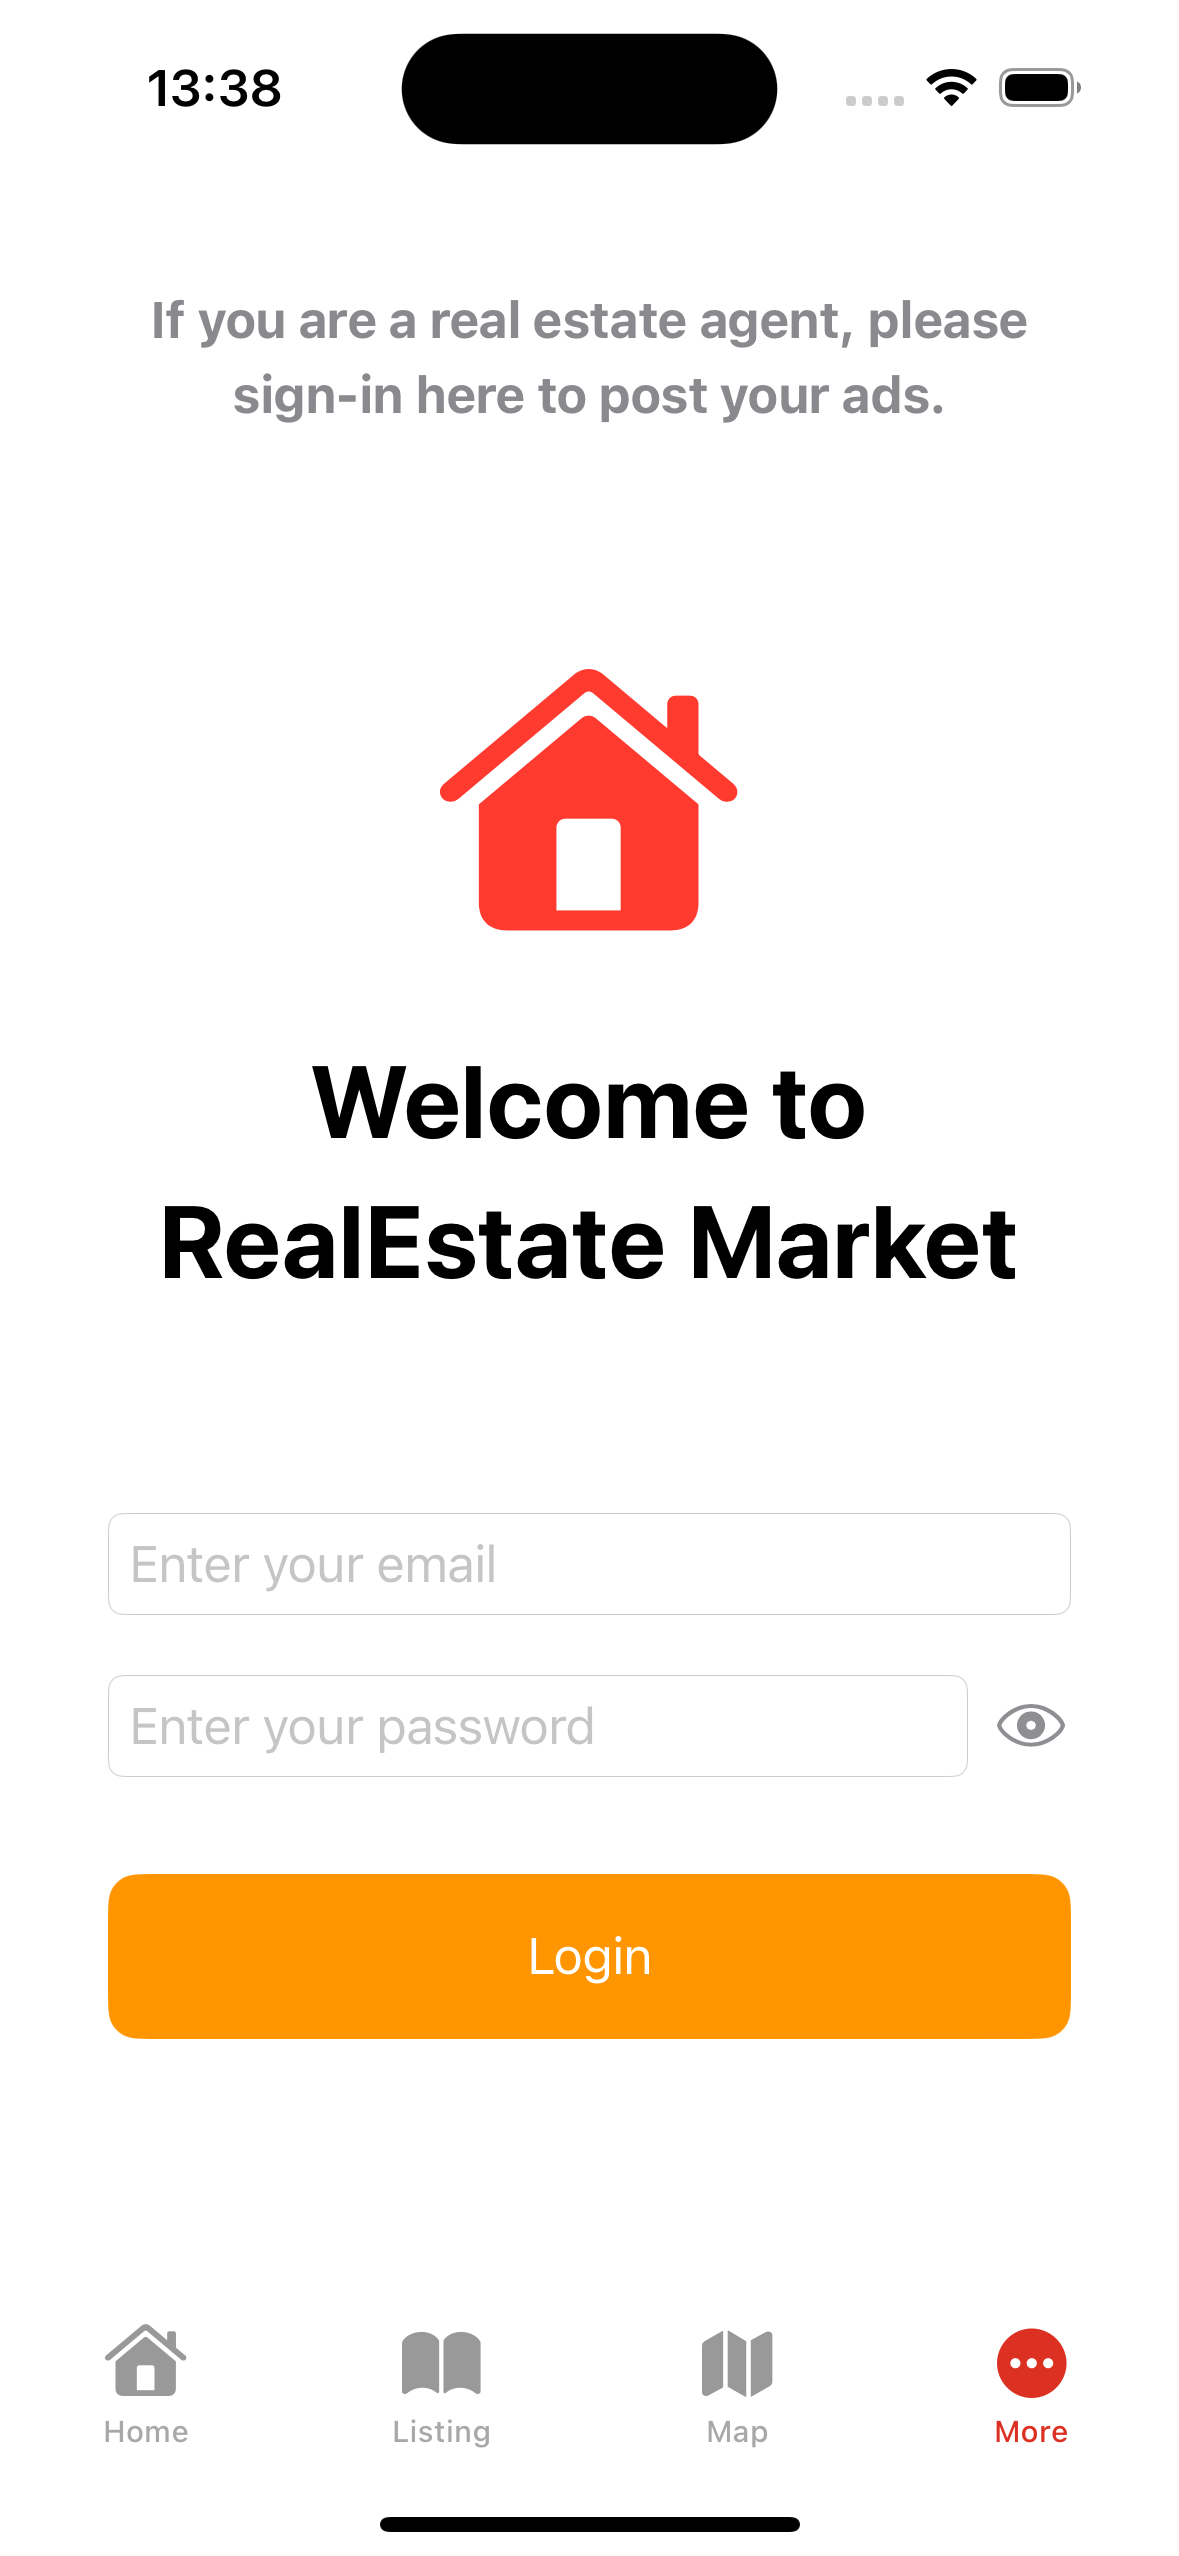 13:38
If you are a real estate agent, please
sign-in here to post your ads.
Welcome to
RealEstate Market
Enter your email
Enter your password
Login
Home
Listing
Map
More